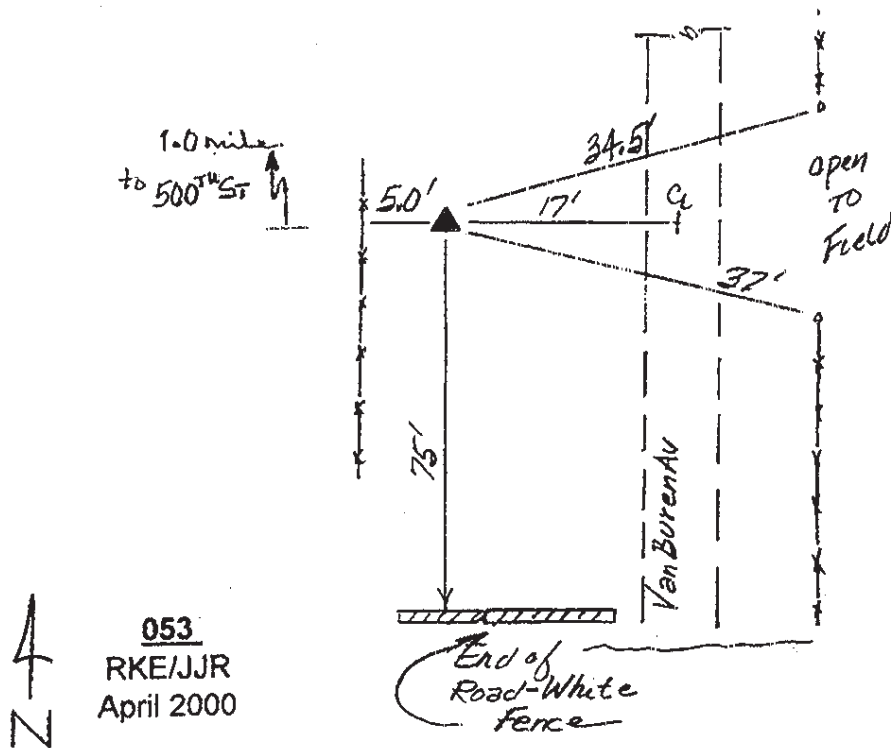 1.0 mile
to 500TH ST
5.0'
34.5'
17'
CL
open
TO
Field
37'
75'
Van Buren AV
End of
Road-White
Fence
053
RKE/JJR
April 2000
N